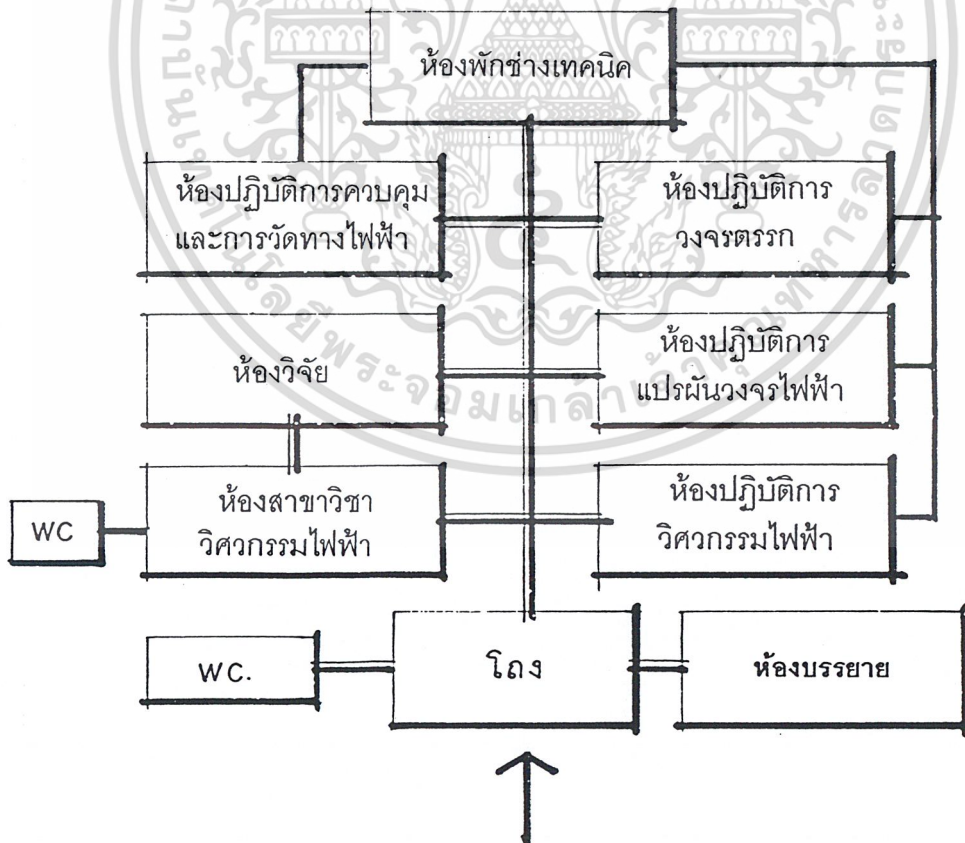 ห้องพักช่างเทคนิค
ห้องปฏิบัติการควบคุม
และการวัดทางไฟฟ้า
ห้องปฏิบัติการ
วงจรตรรก
ห้องวิจัย
ห้องปฏิบัติการ
แปรผันวงจรไฟฟ้า
WC
ห้องสาขาวิชา
วิศวกรรมไฟฟ้า
ห้องปฏิบัติการ
วิศวกรรมไฟฟ้า
WC.
โถง
ห้องบรรยาย